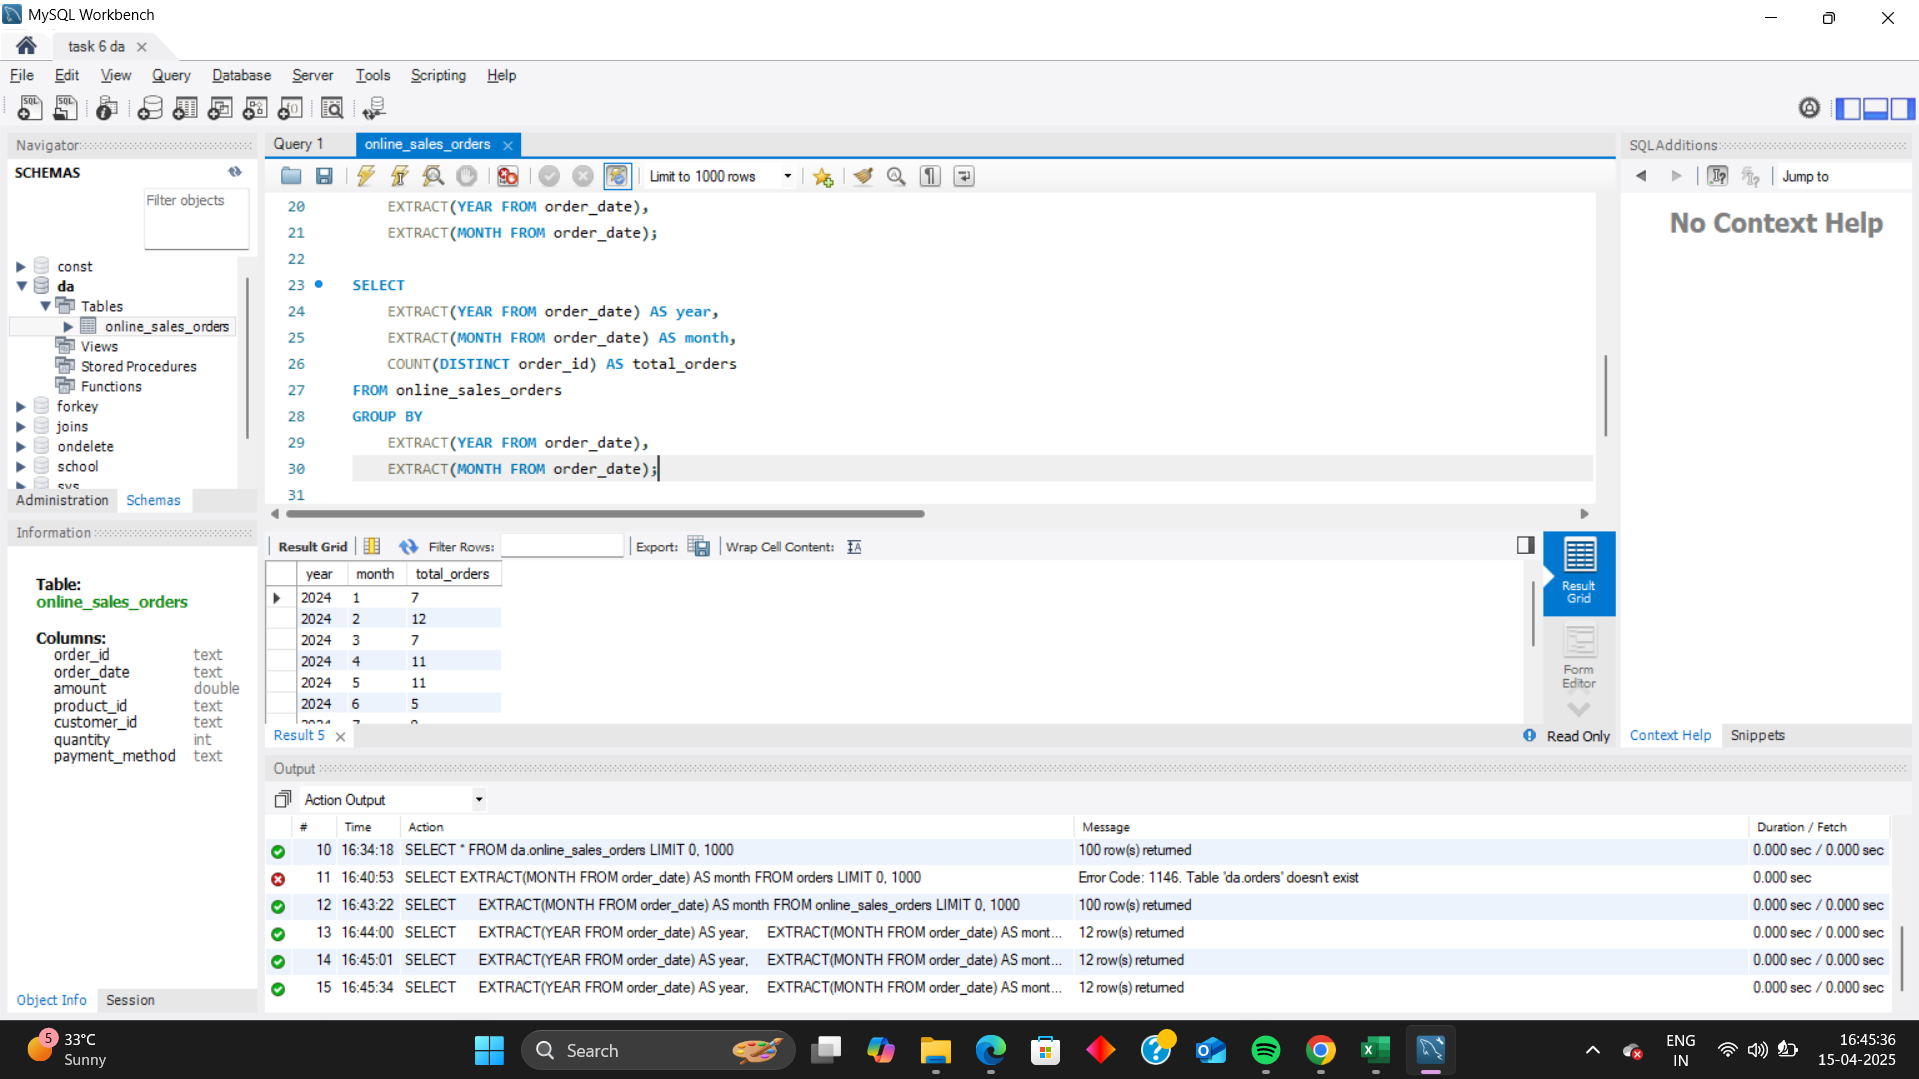 MySQL Workbench
task 6 da
File Edit View Query Database Server Tools Scripting Help
Navigator
SCHEMAS
Filter objects
const
da
Tables
online_sales_orders
Views
Stored Procedures
Functions
forkey
joins
ondelete
school
sys
Administration Schemas
Information
Table:
online_sales_orders
Columns:
order_id text
order_date text
amount double
product_id text
customer_id text
quantity int
payment_method text
Object Info Session
Query 1 online_sales_orders
Limit to 1000 rows
20 EXTRACT(YEAR FROM order_date),
21 EXTRACT(MONTH FROM order_date);
22
23 SELECT
24 EXTRACT(YEAR FROM order_date) AS year,
25 EXTRACT(MONTH FROM order_date) AS month,
26 COUNT(DISTINCT order_id) AS total_orders
27 FROM online_sales_orders
28 GROUP BY
29 EXTRACT(YEAR FROM order_date),
30 EXTRACT(MONTH FROM order_date);
31
Result Grid Filter Rows: Export: Wrap Cell Content:
year month total_orders
2024 1 7
2024 2 12
2024 3 7
2024 4 11
2024 5 11
2024 6 5
Result Grid
Form Editor
Result 5
Read Only
SQLAdditions
Jump to
No Context Help
Context Help Snippets
Output
Action Output
# Time Action Message Duration / Fetch
10 16:34:18 SELECT * FROM da.online_sales_orders LIMIT 0, 1000 100 row(s) returned 0.000 sec / 0.000 sec
11 16:40:53 SELECT EXTRACT(MONTH FROM order_date) AS month FROM orders LIMIT 0, 1000 Error Code: 1146. Table 'da.orders' doesn't exist 0.000 sec
12 16:43:22 SELECT EXTRACT(MONTH FROM order_date) AS month FROM online_sales_orders LIMIT 0, 1000 100 row(s) returned 0.000 sec / 0.000 sec
13 16:44:00 SELECT EXTRACT(YEAR FROM order_date) AS year, EXTRACT(MONTH FROM order_date) AS mont... 12 row(s) returned 0.000 sec / 0.000 sec
14 16:45:01 SELECT EXTRACT(YEAR FROM order_date) AS year, EXTRACT(MONTH FROM order_date) AS mont... 12 row(s) returned 0.000 sec / 0.000 sec
15 16:45:34 SELECT EXTRACT(YEAR FROM order_date) AS year, EXTRACT(MONTH FROM order_date) AS mont... 12 row(s) returned 0.000 sec / 0.000 sec
5
33°C
Sunny
Search
ENG
IN
16:45:36
15-04-2025